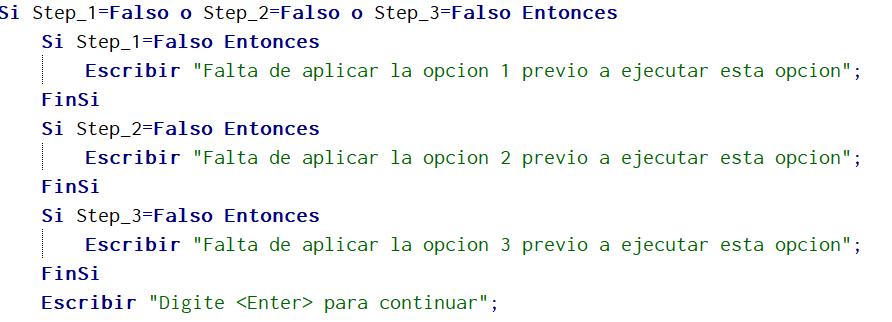 Si Step_1=Falso o Step_2=Falso o Step_3=Falso Entonces
Si Step_1=Falso Entonces
Escribir "Falta de aplicar la opcion 1 previo a ejecutar esta opcion";
FinSi
Si Step_2=Falso Entonces
Escribir "Falta de aplicar la opcion 2 previo a ejecutar esta opcion";
FinSi
Si Step_3=Falso Entonces
Escribir "Falta de aplicar la opcion 3 previo a ejecutar esta opcion";
FinSi
Escribir "Digite <Enter> para continuar";